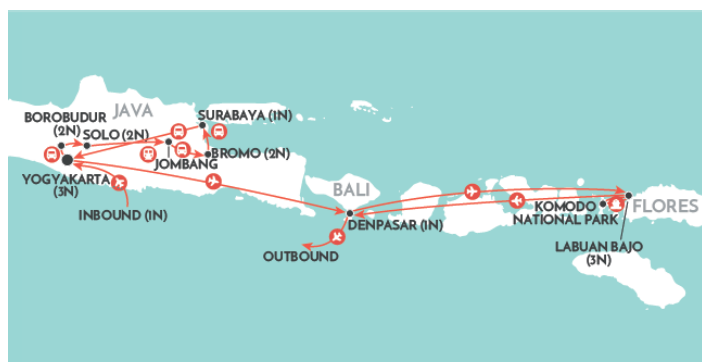 JAVA
SURABAYA (1N)
BOROBUDUR
(2N)
SOLO (2N)
JOMBANG
BROMO (2N)
YOGYAKARTA
(3N)
INBOUND (1N)
BALI
DENPASAR (1N)
OUTBOUND
KOMODO
NATIONAL PARK
FLORES
LABUAN BAJO
(3N)